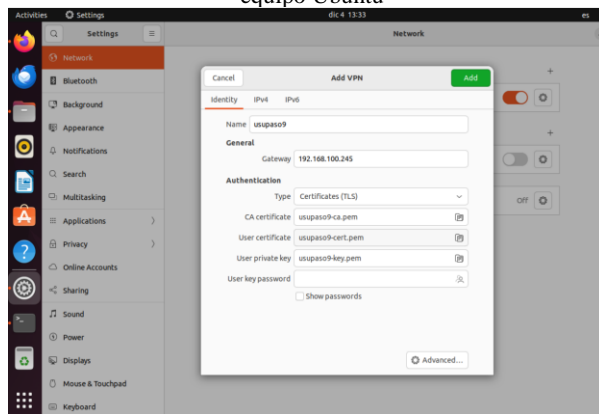 equipo Ubuntu
Activities
Settings
dic 4 13:33
es
Settings
Network
Network
Bluetooth
Background
Appearance
Notifications
Search
Multitasking
Applications
Privacy
Online Accounts
Sharing
Sound
Power
Displays
Mouse & Touchpad
Keyboard
Cancel
Add VPN
Add
Identity
IPv4
IPv6
Name
usupaso9
General
Gateway
192.168.100.245
Authentication
Type
Certificates (TLS)
CA certificate
usupaso9-ca.pem
User certificate
usupaso9-cert.pem
User private key
usupaso9-key.pem
User key password
Show passwords
Advanced...
Off